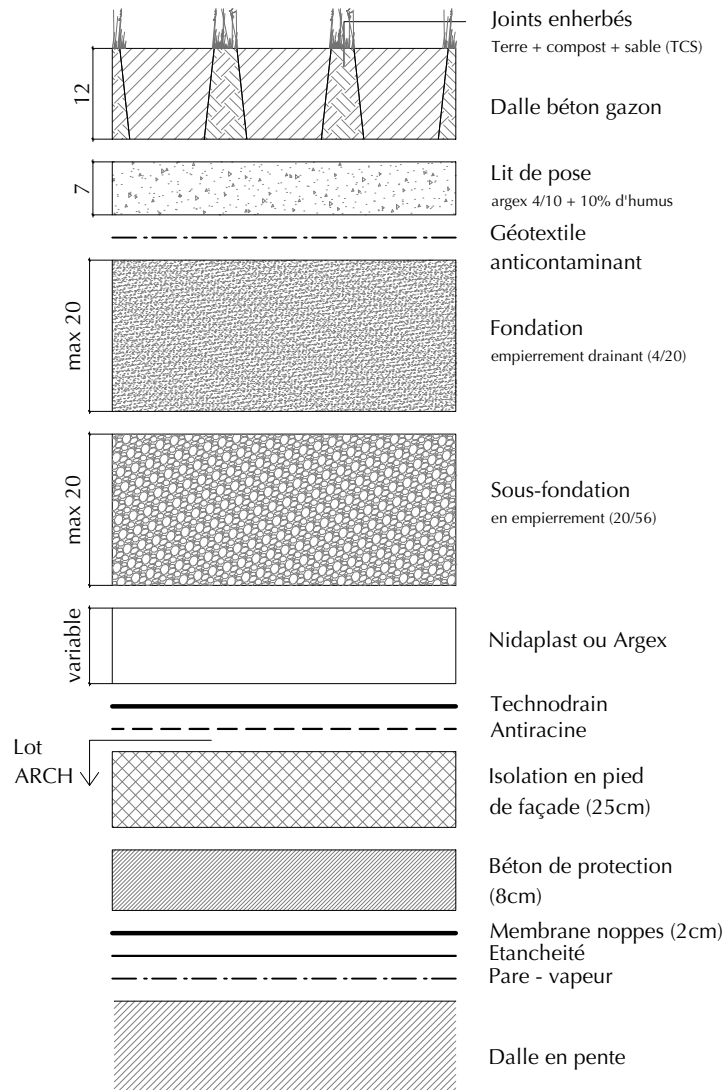 Joints enherbés
Terre + compost + sable (TCS)
12
Dalle béton gazon
7
Lit de pose
argex 4/10 + 10% d'humus
Géotextile
anticontaminant
max 20
Fondation
empierrement drainant (4/20)
max 20
Sous-fondation
en empierrement (20/56)
variable
Nidaplast ou Argex
Technodrain
Antiracine
Lot
ARCH
Isolation en pied
de façade (25cm)
Béton de protection
(8cm)
Membrane noppes (2cm)
Etancheité
Pare - vapeur
Dalle en pente